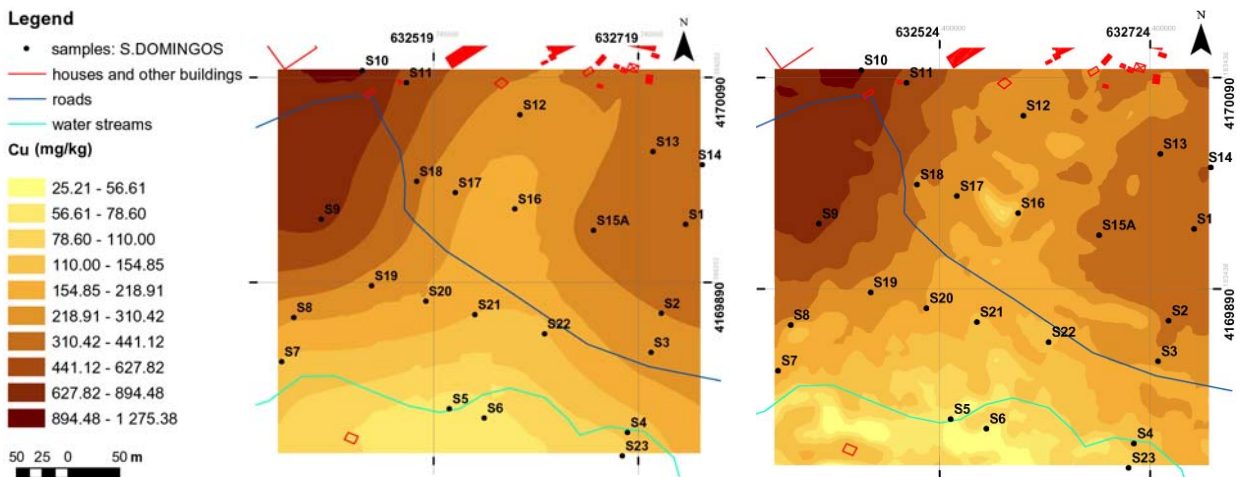 Legend
samples: S.DOMINGOS
houses and other buildings
roads
water streams
Cu (mg/kg)
25.21 - 56.61
56.61 - 78.60
78.60 - 110.00
110.00 - 154.85
154.85 - 218.91
218.91 - 310.42
310.42 - 441.12
441.12 - 627.82
627.82 - 894.48
894.48 - 1 275.38
50 25 0 50 m
632519
632719
N
S10
S11
S12
S13
S14
S18
S17
S16
S9
S15A
S1
S19
S20
S8
S21
S2
S22
S3
S7
S5
S6
S4
S23
4170090
4169890
632524
400000
632724
400000
N
S10
S11
S12
S13
S14
S18
S17
S16
S9
S15A
S1
S19
S20
S8
S21
S2
S22
S3
S7
S5
S6
S4
S23
4170090
4169890